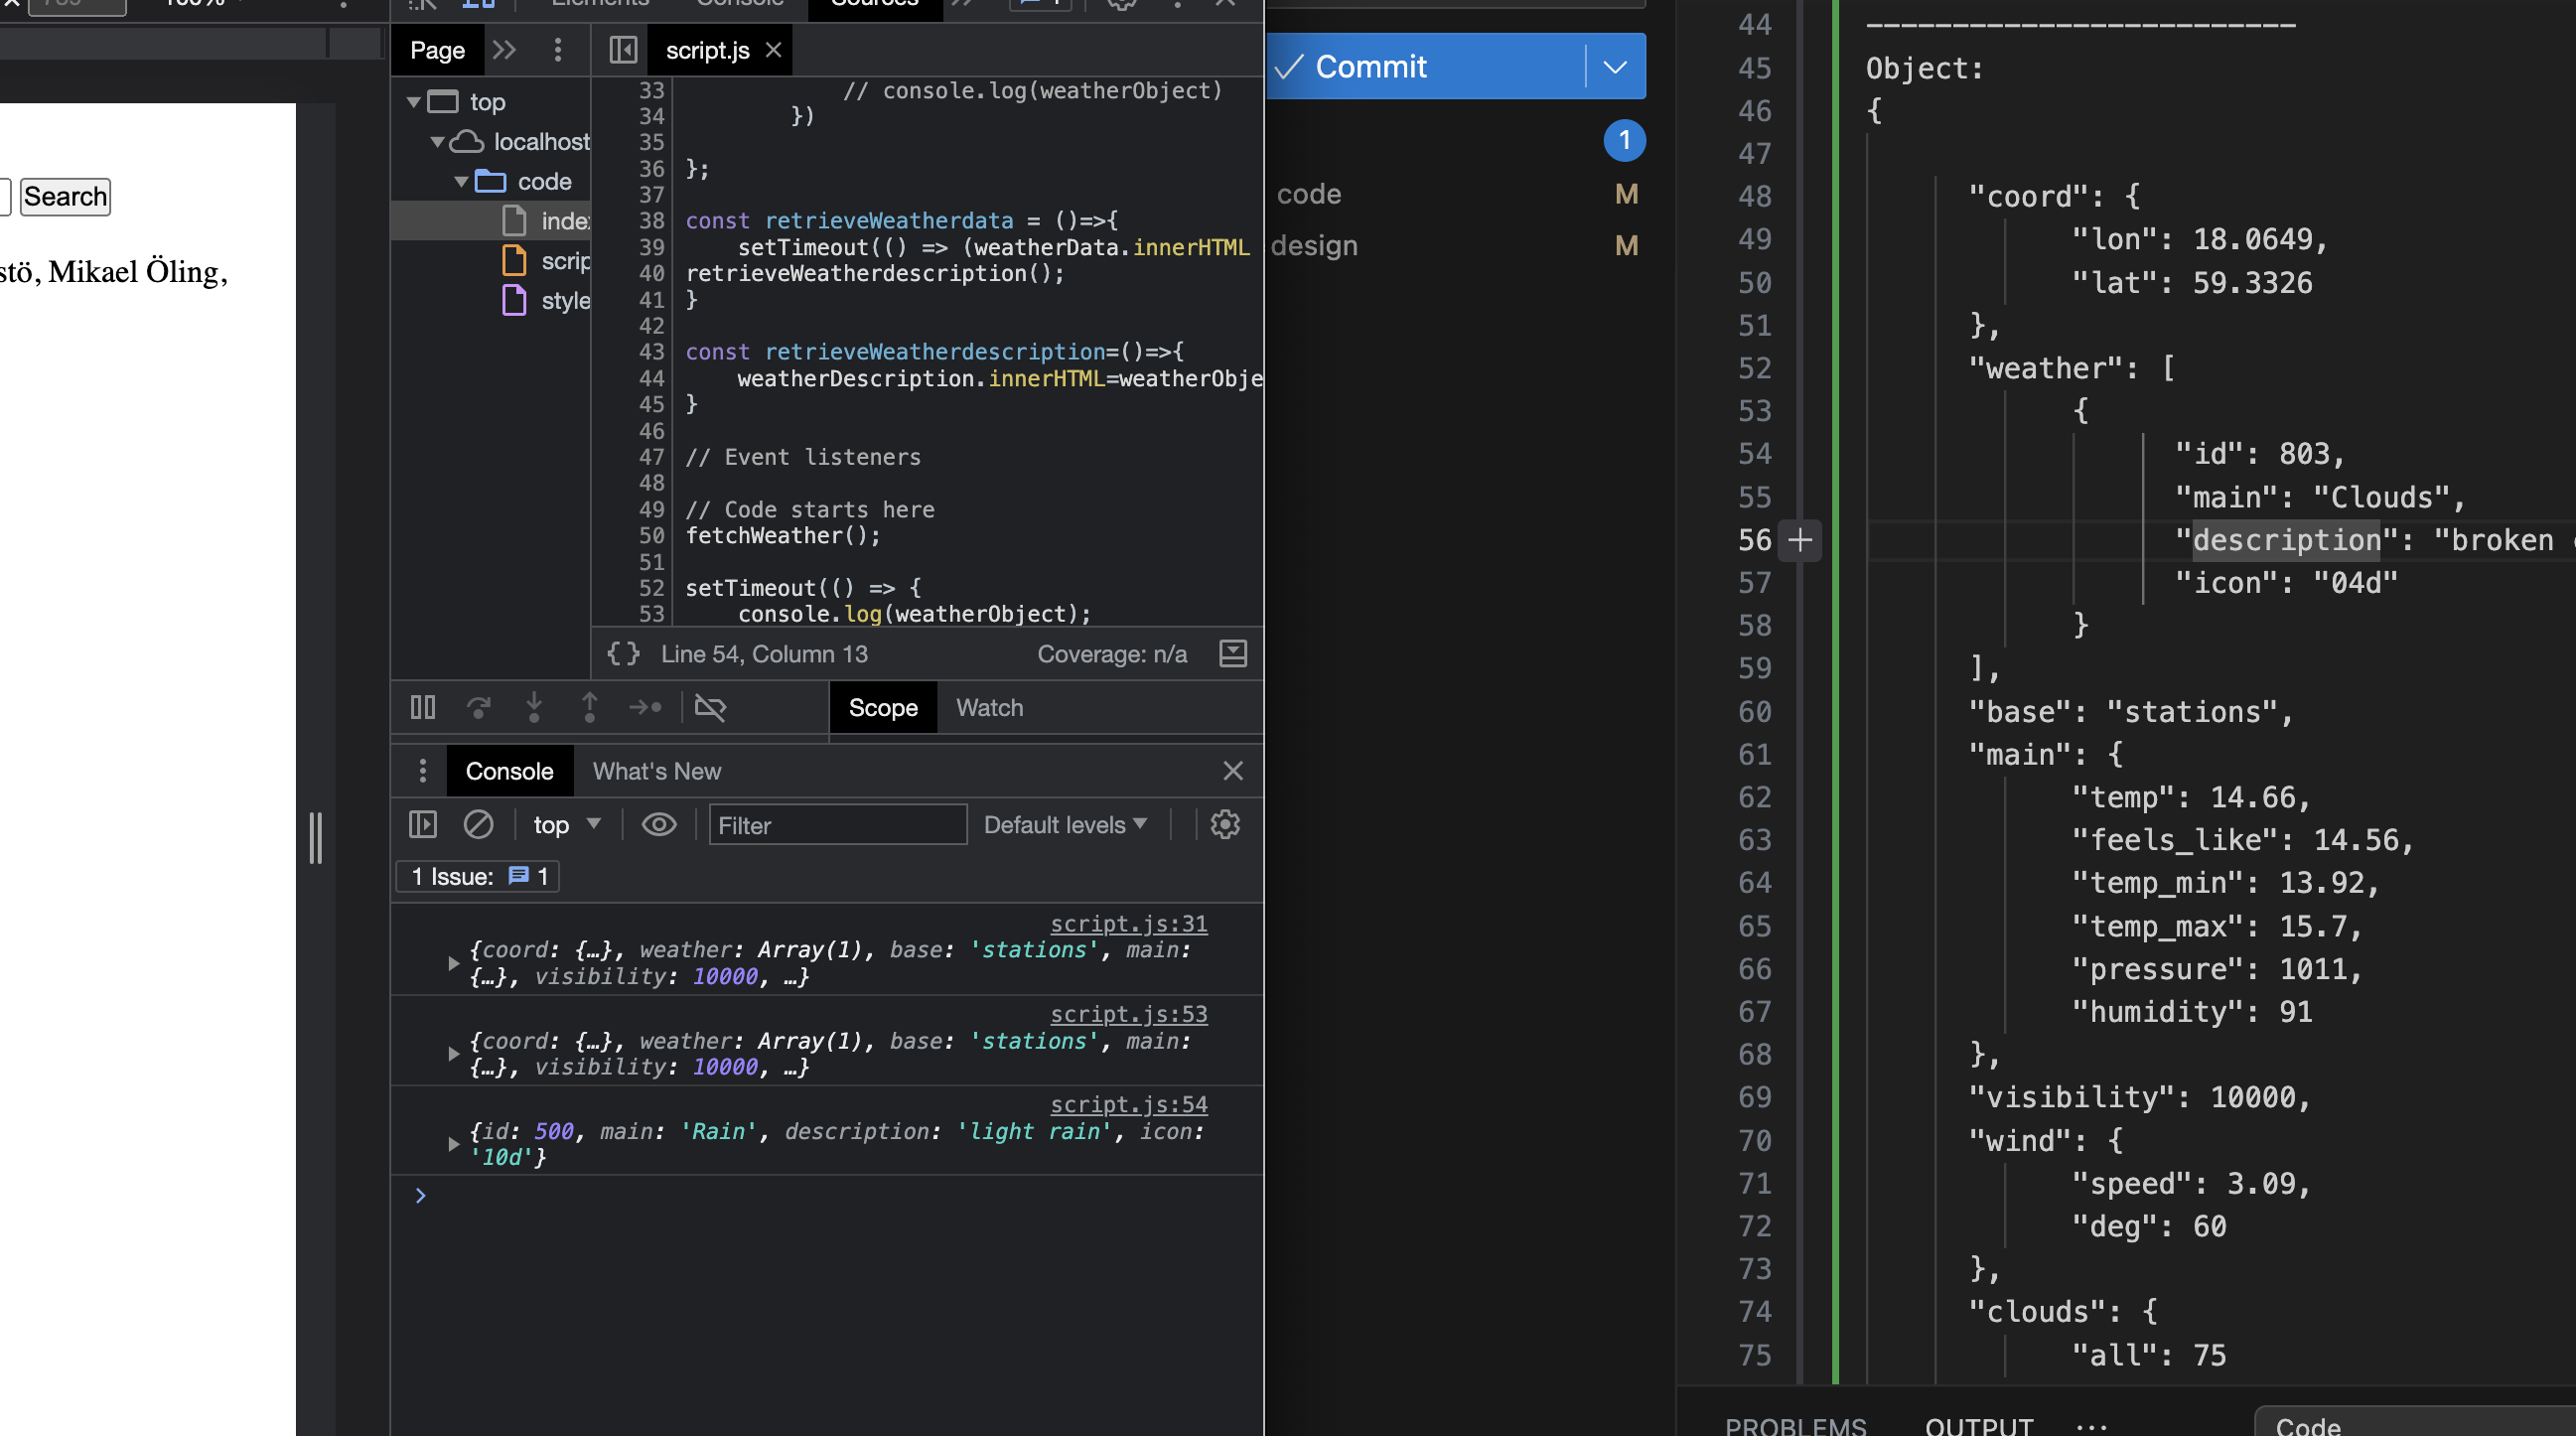 100%
Elements Console Sources
1
Page
script.js
Search
stö, Mikael Öling,
top
localhost
code
inde
scrip
style
33 // console.log(weatherObject)
34 })
35
36 };
37
38 const retrieveWeatherdata = ()=>{
39 setTimeout(() => (weatherData.innerHTML
40 retrieveWeatherdescription();
41 }
42
43 const retrieveWeatherdescription=()=>{
44 weatherDescription.innerHTML=weatherObje
45 }
46
47 // Event listeners
48
49 // Code starts here
50 fetchWeather();
51
52 setTimeout(() => {
53 console.log(weatherObject);
{} Line 54, Column 13 Coverage: n/a
Scope Watch
Console What's New
top Filter Default levels
1 Issue: 1
script.js:31
{coord: {…}, weather: Array(1), base: 'stations', main:
{…}, visibility: 10000, …}
script.js:53
{coord: {…}, weather: Array(1), base: 'stations', main:
{…}, visibility: 10000, …}
script.js:54
{id: 500, main: 'Rain', description: 'light rain', icon:
'10d'}
>
Commit
1
code M
design M
44 -------------------------
45 Object:
46 {
47
48 "coord": {
49 "lon": 18.0649,
50 "lat": 59.3326
51 },
52 "weather": [
53 {
54 "id": 803,
55 "main": "Clouds",
56 "description": "broken
57 "icon": "04d"
58 }
59 ],
60 "base": "stations",
61 "main": {
62 "temp": 14.66,
63 "feels_like": 14.56,
64 "temp_min": 13.92,
65 "temp_max": 15.7,
66 "pressure": 1011,
67 "humidity": 91
68 },
69 "visibility": 10000,
70 "wind": {
71 "speed": 3.09,
72 "deg": 60
73 },
74 "clouds": {
75 "all": 75
PROBLEMS OUTPUT ··· Code